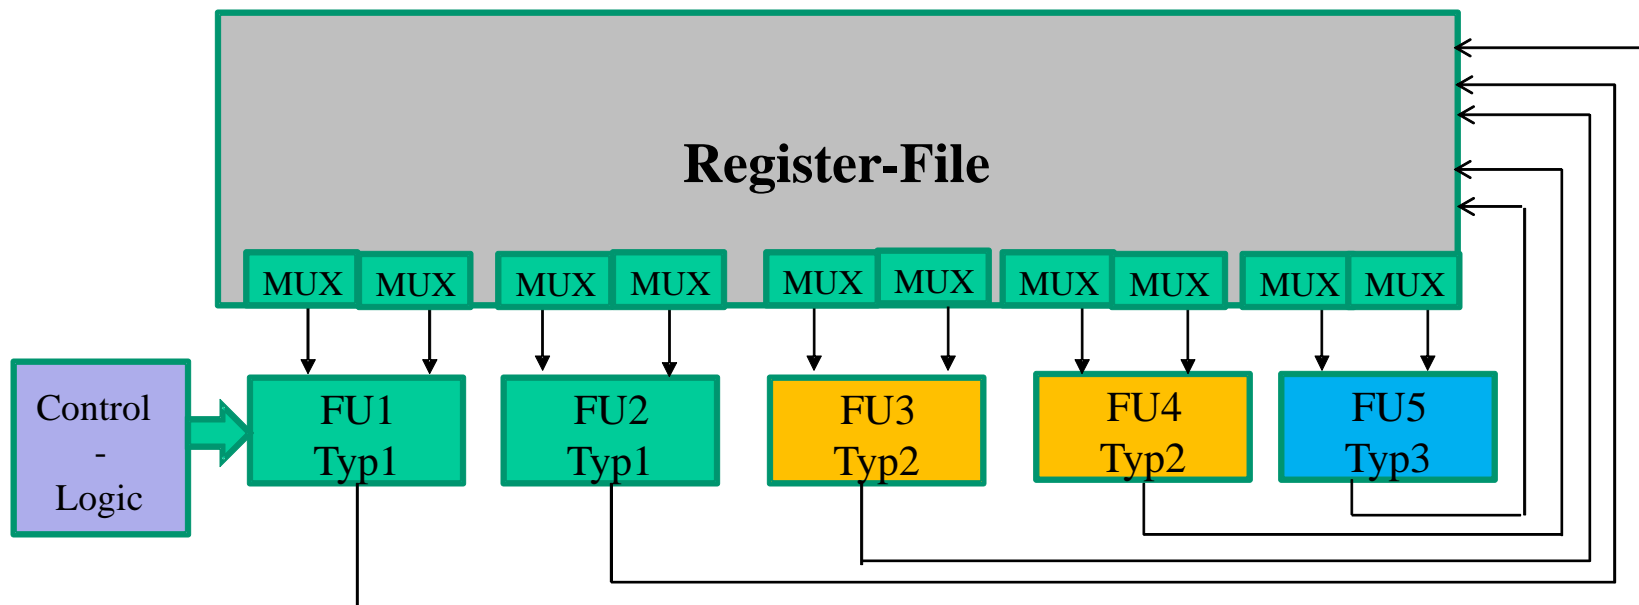 Register-File
MUX MUX MUX MUX MUX MUX MUX MUX MUX MUX
Control
-
Logic
FU1
Typ1
FU2
Typ1
FU3
Typ2
FU4
Typ2
FU5
Typ3